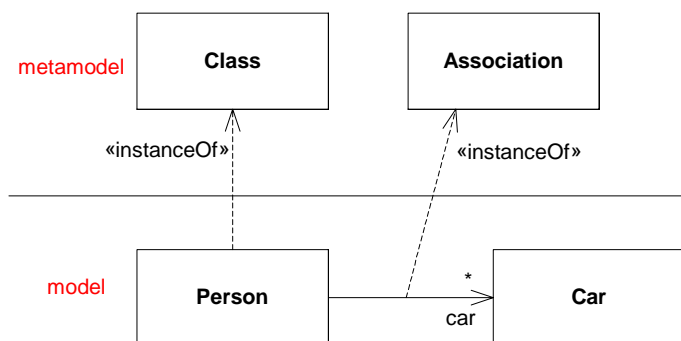 metamodel
Class
Association
«instanceOf»
«instanceOf»
model
Person
*
car
Car